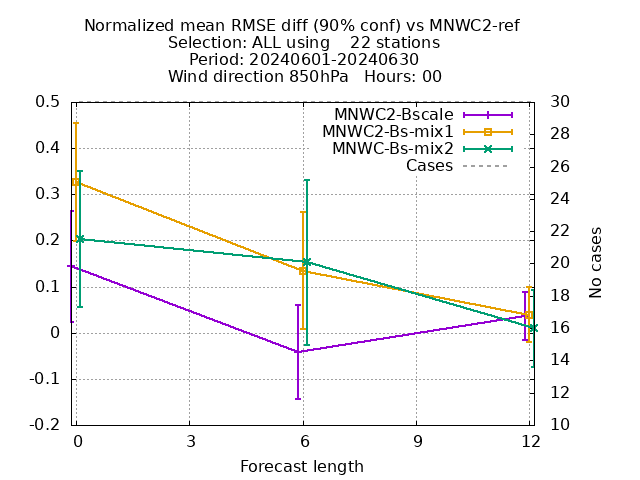 Normalized mean RMSE diff (90% conf) vs MNWC2-ref
Selection: ALL using    22 stations
Period: 20240601-20240630
Wind direction 850hPa   Hours: 00
0.5
0.4
0.3
0.2
0.1
0
-0.1
-0.2
MNWC2-Bscale
MNWC2-Bs-mix1
MNWC-Bs-mix2
Cases
30
28
26
24
22
20
18
16
14
12
10
No cases
0 3 6 9 12
Forecast length